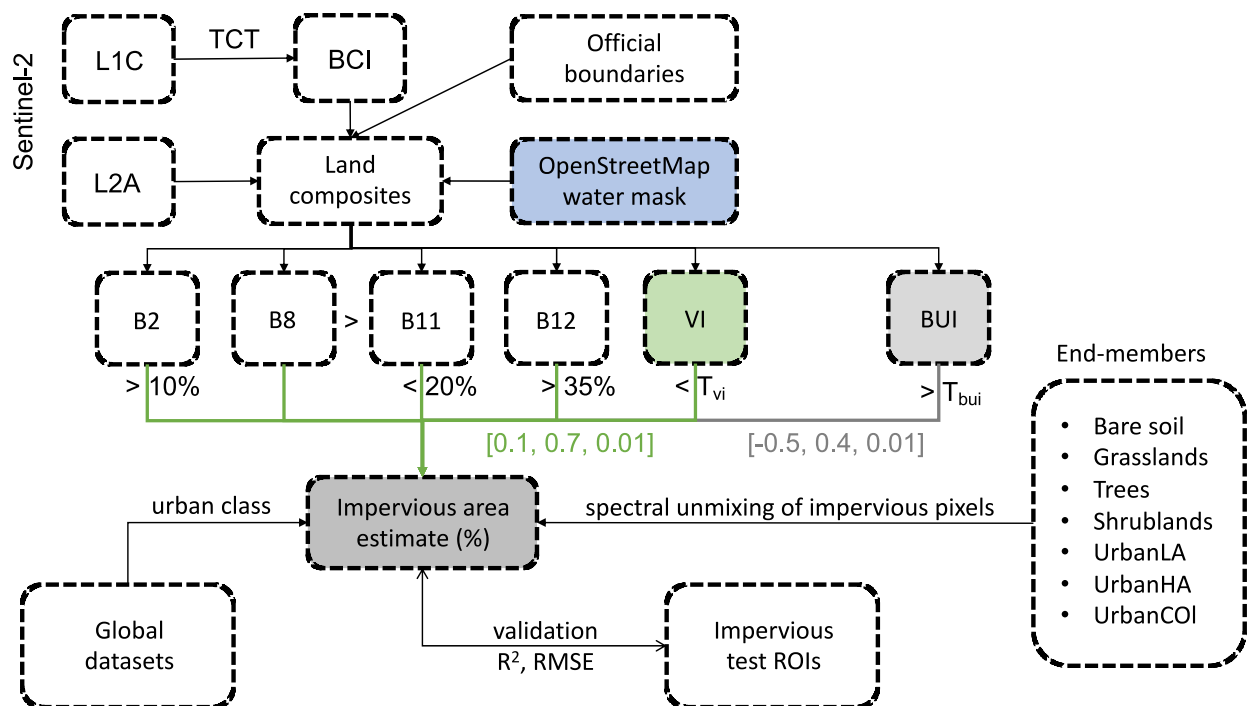 Sentinel-2
L1C
TCT
BCI
Official
boundaries
L2A
Land
composites
OpenStreetMap
water mask
B2
B8
>
B11
B12
VI
BUI
> 10%
< 20%
> 35%
< Tvi
> Tbui
[0.1, 0.7, 0.01]
[-0.5, 0.4, 0.01]
End-members
• Bare soil
• Grasslands
• Trees
• Shrublands
• UrbanLA
• UrbanHA
• UrbanCOl
urban class
Impervious area
estimate (%)
spectral unmixing of impervious pixels
Global
datasets
validation
R², RMSE
Impervious
test ROIs